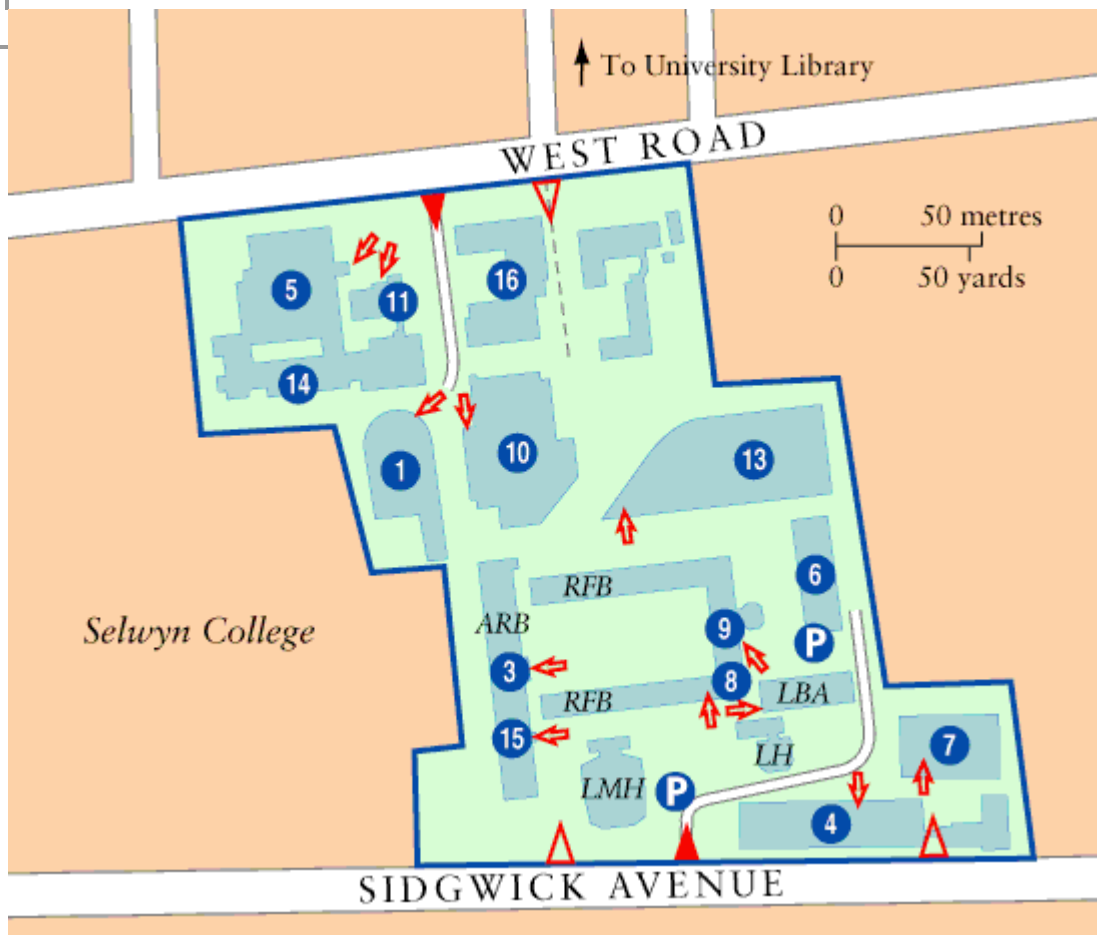 To University Library
WEST ROAD
0 50 metres
0 50 yards
5
11
16
14
1
10
13
6
RFB
ARB
Selwyn College
9
P
3
8
RFB
LBA
15
7
LH
LMH
P
4
SIDGWICK AVENUE